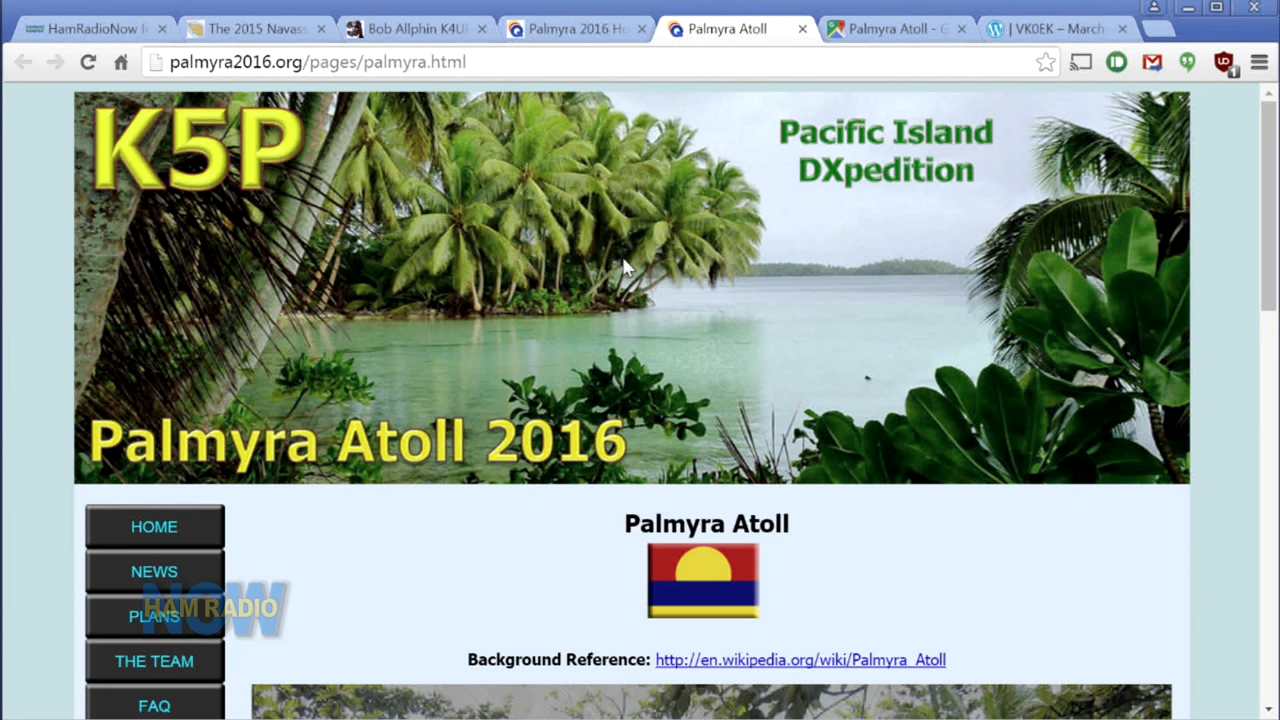 HamRadioNow f
The 2015 Navass
Bob Allphin K4UE
Palmyra 2016 Ho
Palmyra Atoll
Palmyra Atoll - G
| VK0EK – March
palmyra2016.org/pages/palmyra.html
1
K5P
Pacific Island
DXpedition
Palmyra Atoll 2016
HOME
NEWS
PLANS
THE TEAM
FAQ
HAM RADIO
NOW
Palmyra Atoll
Background Reference: http://en.wikipedia.org/wiki/Palmyra_Atoll